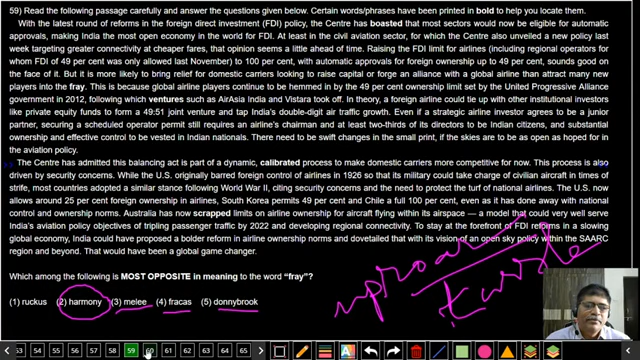 59) Read the following passage carefully and answer the questions given below. Certain words/phrases have been printed in bold to help you locate them.
With the latest round of reforms in the foreign direct investment (FDI) policy, the Centre has boasted that most sectors would now be eligible for automatic
approvals, making India the most open economy in the world for FDI. At least in the civil aviation sector, for which the Centre also unveiled a new policy last
week targeting greater connectivity at cheaper fares, that opinion seems a little ahead of time. Raising the FDI limit for airlines (including regional operators for
whom FDI of 49 per cent was only allowed last November) to 100 per cent, with automatic approvals for foreign ownership up to 49 per cent, sounds good on
the face of it. But it is more likely to bring relief for domestic carriers looking to raise capital or forge an alliance with a global airline than attract many new
players into the fray. This is because global airline players continue to be hemmed in by the 49 per cent ownership limit set by the United Progressive Alliance
government in 2012, following which ventures such as AirAsia India and Vistara took off. In theory, a foreign airline could tie up with other institutional investors
like private equity funds to form a 49:51 joint venture and tap India's double-digit air traffic growth. Even if a strategic airline investor agrees to be a junior
partner, securing a scheduled operator permit still requires an airline's chairman and at least two-thirds of its directors to be Indian citizens, and substantial
ownership and effective control to be vested in Indian nationals. There need to be swift changes in the small print, if the skies are to be as open as hoped for in
the aviation policy.
The Centre has admitted this balancing act is part of a dynamic, calibrated process to make domestic carriers more competitive for now. This process is also
driven by security concerns. While the U.S. originally barred foreign control of airlines in 1926 so that its military could take charge of civilian aircraft in times of
strife, most countries adopted a similar stance following World War II, citing security concerns and the need to protect the turf of national airlines. The U.S. now
allows around 25 per cent foreign ownership in airlines, South Korea permits 49 per cent and Chile a full 100 per cent, even as it has done away with national
control and ownership norms. Australia has now scrapped limits on airline ownership for aircraft flying within its airspace – a model that could very well serve
India's aviation policy objectives of tripling passenger traffic by 2022 and developing regional connectivity. To stay at the forefront of FDI reforms in a slowing
global economy, India could have proposed a bolder reform in airline ownership norms and dovetailed that with its vision of an open sky policy within the SAARC
region and beyond. That would have been a global game changer.
Which among the following is MOST OPPOSITE in meaning to the word "fray"?
(1) ruckus (2) harmony (3) melee (4) fracas (5) donnybrook
uproar
53 54 55 56 57 58 59 60 61 62 63 64 65